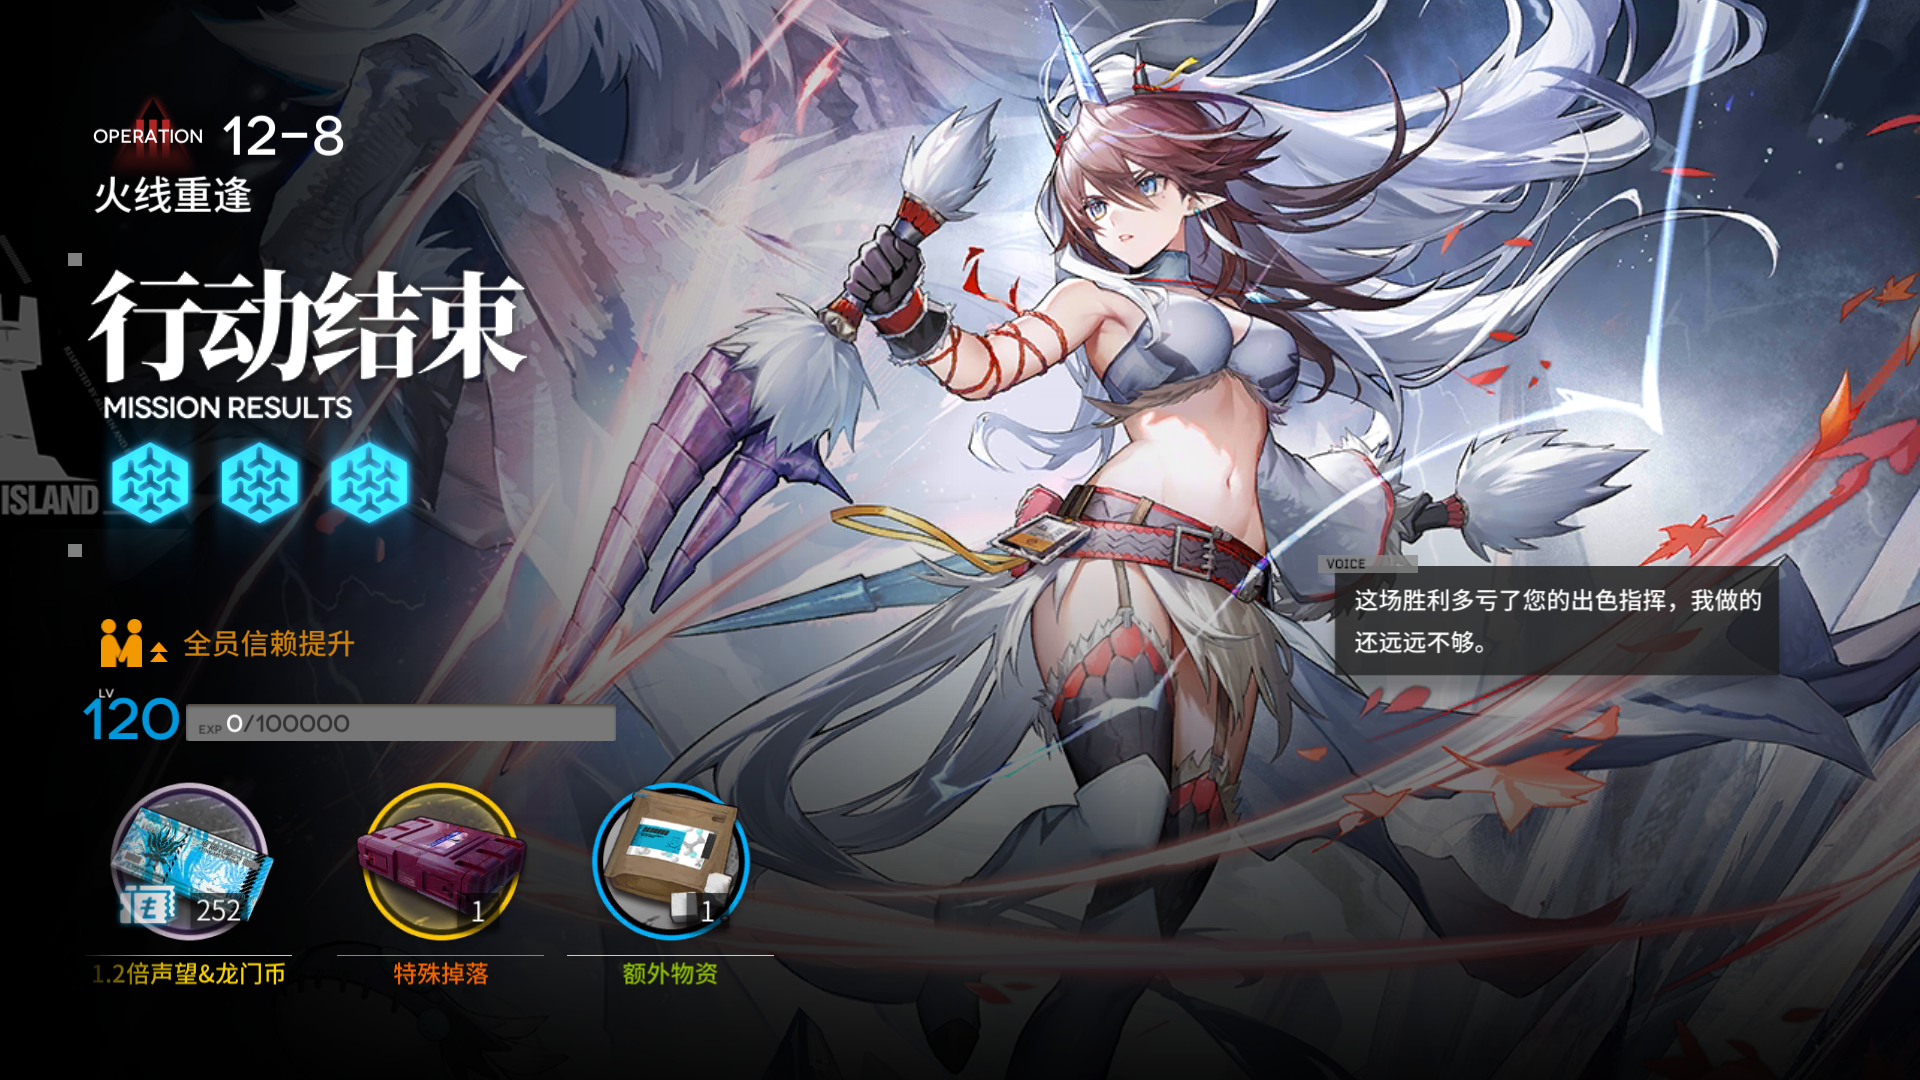 OPERATION 12-8
火线重逢
行动结束
MISSION RESULTS
ISLAND
全员信赖提升
LV
120
EXP 0/100000
252
1
1
1.2倍声望&龙门币
特殊掉落
额外物资
VOICE
这场胜利多亏了您的出色指挥，我做的
还远远不够。